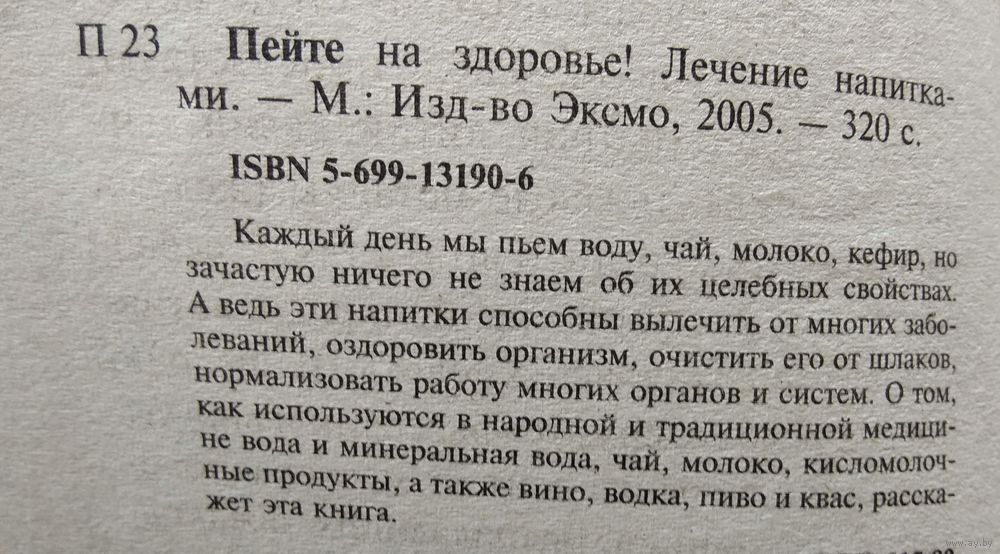 П 23 Пейте на здоровье! Лечение напитка-
ми. — М.: Изд-во Эксмо, 2005. — 320 с.
ISBN 5-699-13190-6
Каждый день мы пьем воду, чай, молоко, кефир, но
зачастую ничего не знаем об их целебных свойствах.
А ведь эти напитки способны вылечить от многих забо-
леваний, оздоровить организм, очистить его от шлаков,
нормализовать работу многих органов и систем. О том,
как используются в народной и традиционной медици-
не вода и минеральная вода, чай, молоко, кисломолоч-
ные продукты, а также вино, водка, пиво и квас, расска-
жет эта книга.
www.ay.by